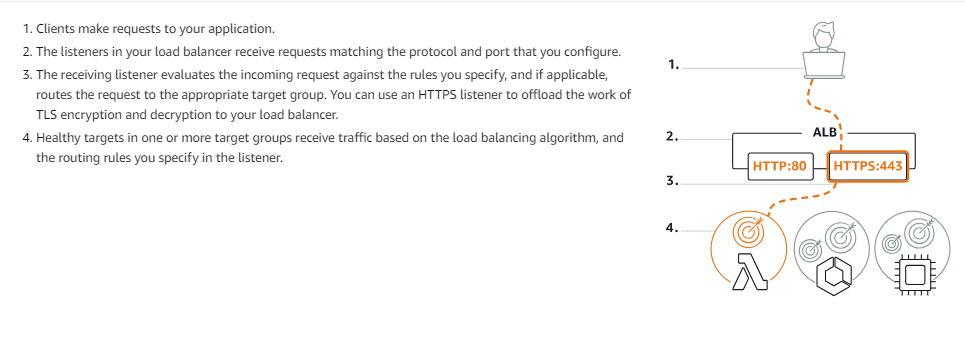 1. Clients make requests to your application.
2. The listeners in your load balancer receive requests matching the protocol and port that you configure.
3. The receiving listener evaluates the incoming request against the rules you specify, and if applicable,
routes the request to the appropriate target group. You can use an HTTPS listener to offload the work of
TLS encryption and decryption to your load balancer.
4. Healthy targets in one or more target groups receive traffic based on the load balancing algorithm, and
the routing rules you specify in the listener.
1.
2.
ALB
HTTP:80
HTTPS:443
3.
4.